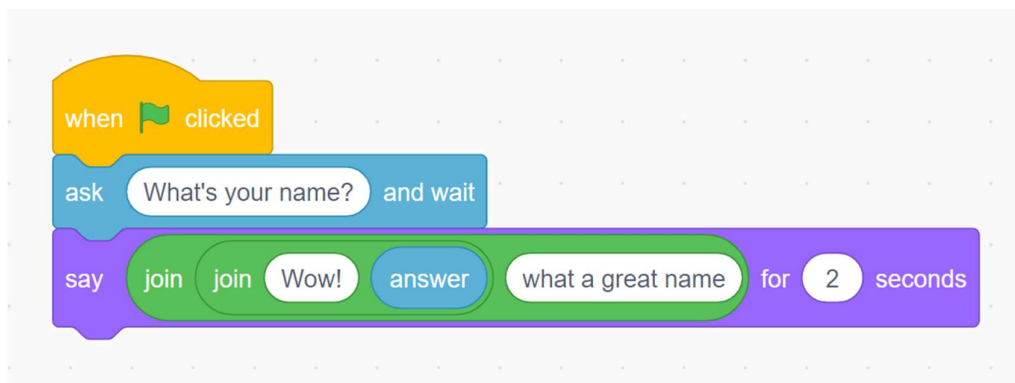 when clicked
ask What's your name? and wait
say join join Wow! answer what a great name for 2 seconds